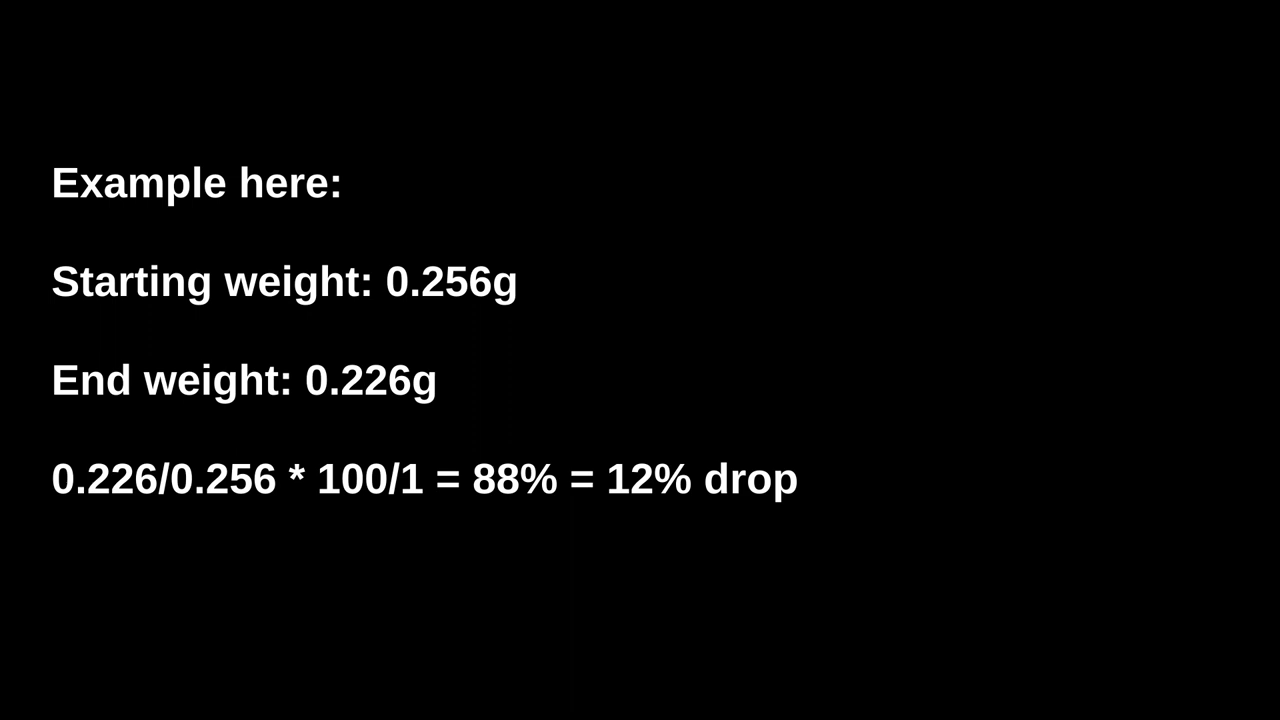 Example here:
Starting weight: 0.256g
End weight: 0.226g
0.226/0.256 * 100/1 = 88% = 12% drop